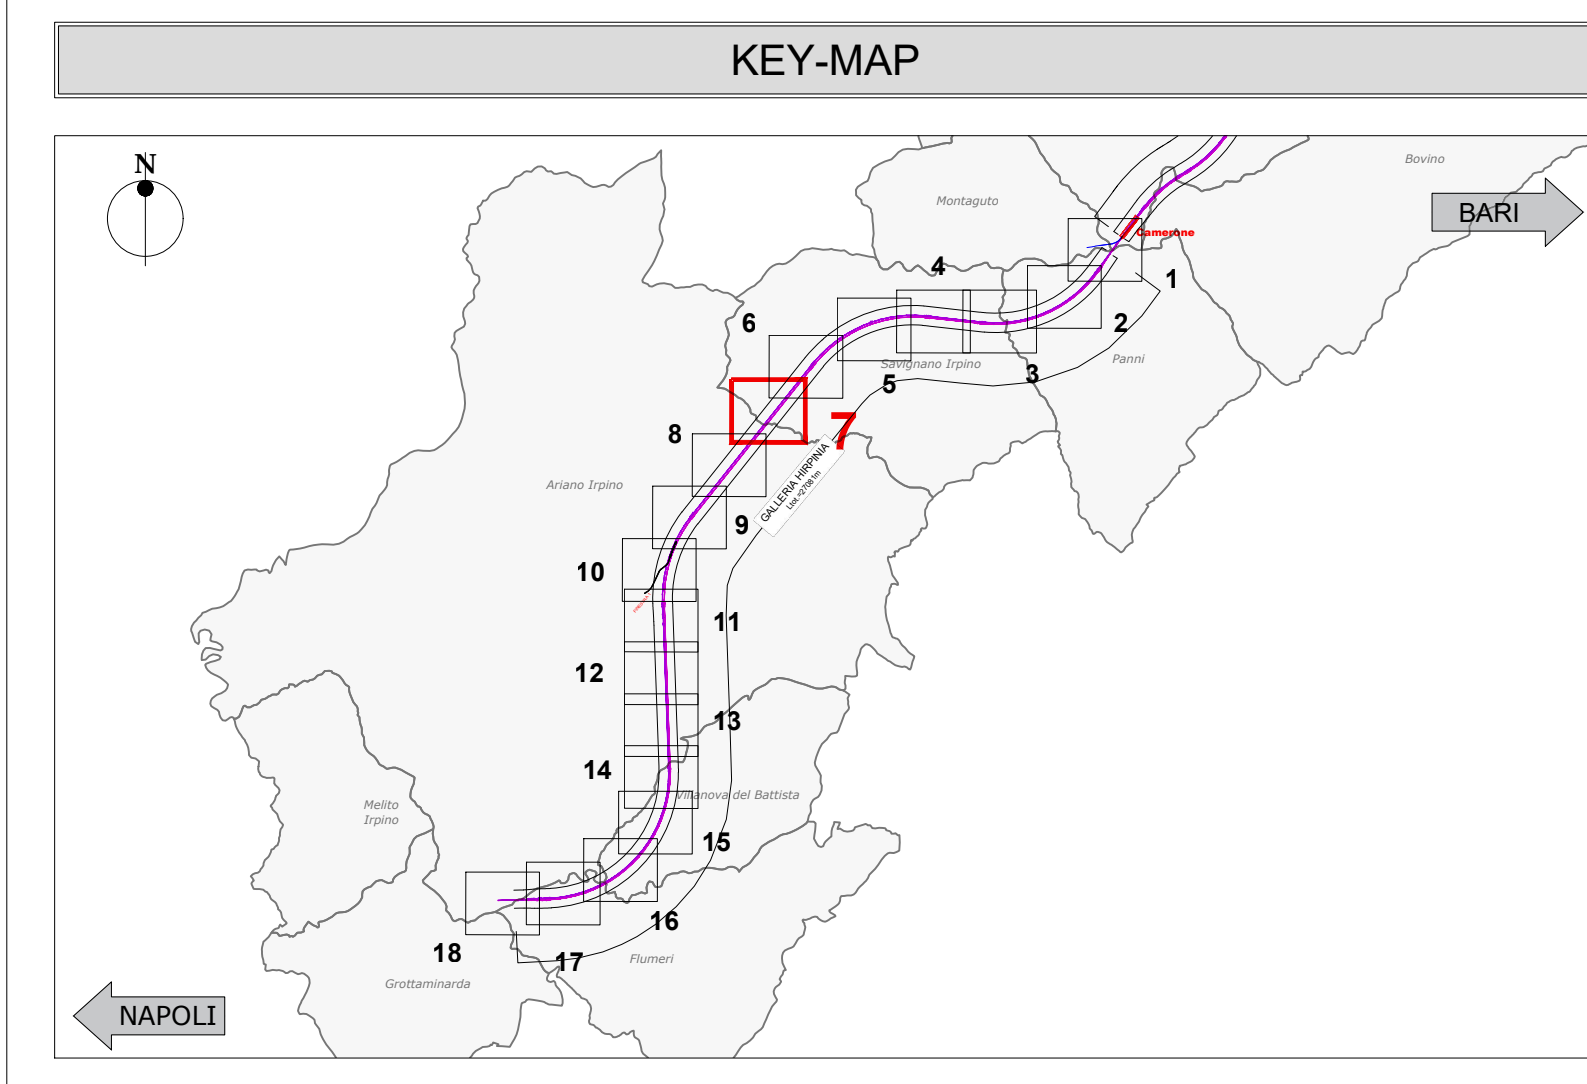 KEY-MAP
N
Bovino
Montaguto
BARI
Camerone
4
1
6
2
Savignano Irpino
Panni
3
5
7
8
GALLERIA HIRPINIA
Ltot.=27081m
Ariano Irpino
9
10
11
12
13
14
Villanova del Battista
Melito
Irpino
15
16
18
17
Flumeri
Grottaminarda
NAPOLI